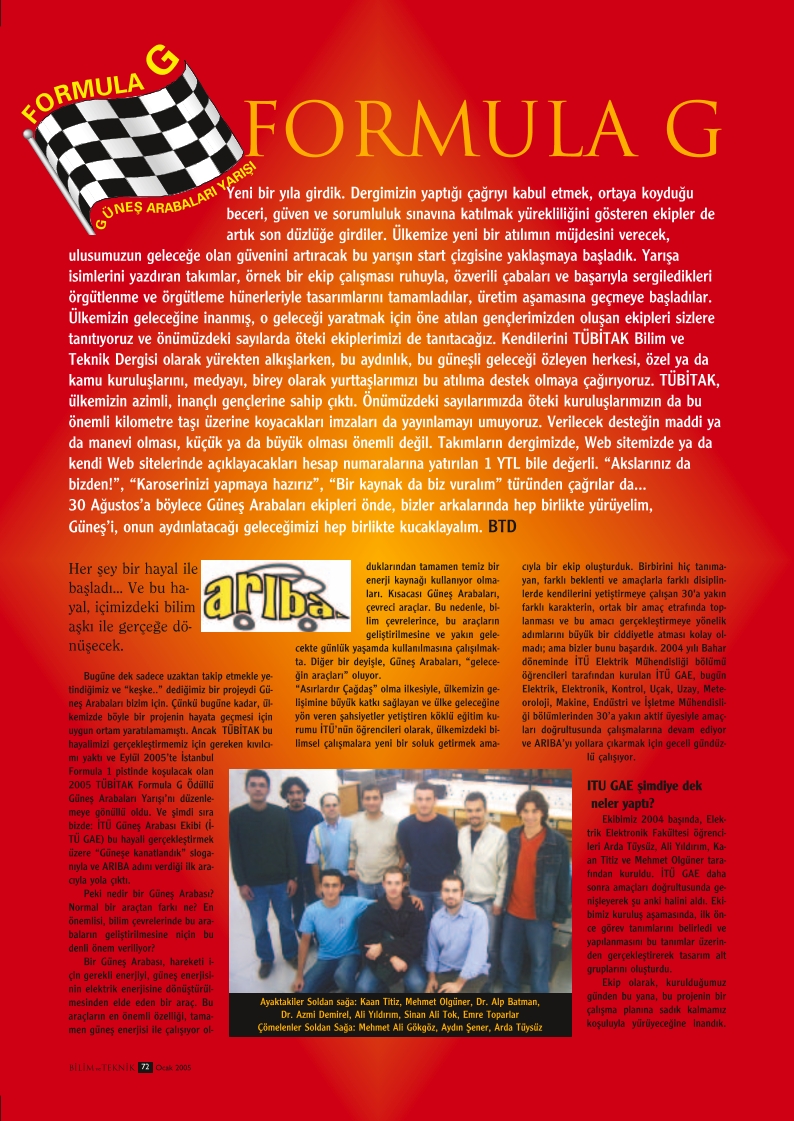 FORMULA G
GÜNEŞ ARABALARI YARIŞI
FORMULA G
Yeni bir yıla girdik. Dergimizin yaptığı çağrıyı kabul etmek, ortaya koyduğu
beceri, güven ve sorumluluk sınavına katılmak yürekliliğini gösteren ekipler de
artık son düzlüğe girdiler. Ülkemize yeni bir atılımın müjdesini verecek,
ulusumuzun geleceğe olan güvenini artıracak bu yarışın start çizgisine yaklaşmaya başladık. Yarışa
isimlerini yazdıran takımlar, örnek bir ekip çalışması ruhuyla, özverili çabaları ve başarıyla sergiledikleri
örgütlenme ve örgütleme hünerleriyle tasarımlarını tamamladılar, üretim aşamasına geçmeye başladılar.
Ülkemizin geleceğine inanmış, o geleceği yaratmak için öne atılan gençlerimizden oluşan ekipleri sizlere
tanıtıyoruz ve önümüzdeki sayılarda öteki ekiplerimizi de tanıtacağız. Kendilerini TÜBİTAK Bilim ve
Teknik Dergisi olarak yürekten alkışlarken, bu aydınlık, bu güneşli geleceği özleyen herkesi, özel ya da
kamu kuruluşlarını, medyayı, birey olarak yurttaşlarımızı bu atılıma destek olmaya çağırıyoruz. TÜBİTAK,
ülkemizin azimli, inançlı gençlerine sahip çıktı. Önümüzdeki sayılarımızda öteki kuruluşlarımızın da bu
önemli kilometre taşı üzerine koyacakları imzaları da yayınlamayı umuyoruz. Verilecek desteğin maddi ya
da manevi olması, küçük ya da büyük olması önemli değil. Takımların dergimizde, Web sitemizde ya da
kendi Web sitelerinde açıklayacakları hesap numaralarına yatırılan 1 YTL bile değerli. “Akslarınız da
bizden!”, “Karoserinizi yapmaya hazırız”, “Bir kaynak da biz vuralım” türünden çağrılar da...
30 Ağustos’a böylece Güneş Arabaları ekipleri önde, bizler arkalarında hep birlikte yürüyelim,
Güneş’i, onun aydınlatacağı geleceğimizi hep birlikte kucaklayalım. BTD
Her şey bir hayal ile
başladı... Ve bu ha-
yal, içimizdeki bilim
aşkı ile gerçeğe dö-
nüşecek.
arıba
Bugüne dek sadece uzaktan takip etmekle ye-
tindiğimiz ve “keşke..” dediğimiz bir projeydi Gü-
neş Arabaları bizim için. Çünkü bugüne kadar, ül-
kemizde böyle bir projenin hayata geçmesi için
uygun ortam yaratılamamıştı. Ancak TÜBİTAK bu
hayalimizi gerçekleştirmemiz için gereken kıvılcı-
mı yaktı ve Eylül 2005’te İstanbul
Formula 1 pistinde koşulacak olan
2005 TÜBİTAK Formula G Ödüllü
Güneş Arabaları Yarışı’nı düzenle-
meye gönüllü oldu. Ve şimdi sıra
bizde: İTÜ Güneş Arabası Ekibi (İ-
TÜ GAE) bu hayali gerçekleştirmek
üzere “Güneşe kanatlandık” sloga-
nıyla ve ARIBA adını verdiği ilk ara-
cıyla yola çıktı.
Peki nedir bir Güneş Arabası?
Normal bir araçtan farkı ne? En
önemlisi, bilim çevrelerinde bu ara-
baların geliştirilmesine niçin bu
denli önem veriliyor?
Bir Güneş Arabası, hareketi i-
çin gerekli enerjiyi, güneş enerjisi-
nin elektrik enerjisine dönüştürül-
mesinden elde eden bir araç. Bu
araçların en önemli özelliği, tama-
men güneş enerjisi ile çalışıyor ol-
duklarından tamamen temiz bir
enerji kaynağı kullanıyor olma-
ları. Kısacası Güneş Arabaları,
çevreci araçlar. Bu nedenle, bi-
lim çevrelerince, bu araçların
geliştirilmesine ve yakın gele-
cekte günlük yaşamda kullanılmasına çalışılmak-
ta. Diğer bir deyişle, Güneş Arabaları, “gelece-
ğin araçları” oluyor.
“Asırlardır Çağdaş” olma ilkesiyle, ülkemizin ge-
lişimine büyük katkı sağlayan ve ülke geleceğine
yön veren şahsiyetler yetiştiren köklü eğitim ku-
rumu İTÜ’nün öğrencileri olarak, ülkemizdeki bi-
limsel çalışmalara yeni bir soluk getirmek ama-
cıyla bir ekip oluşturduk. Birbirini hiç tanıma-
yan, farklı beklenti ve amaçlarla farklı disiplin-
lerde kendilerini yetiştirmeye çalışan 30’a yakın
farklı karakterin, ortak bir amaç etrafında top-
lanması ve bu amacı gerçekleştirmeye yönelik
adımlarını büyük bir ciddiyetle atması kolay ol-
madı; ama bizler bunu başardık. 2004 yılı Bahar
döneminde İTÜ Elektrik Mühendisliği bölümü
öğrencileri tarafından kurulan İTÜ GAE, bugün
Elektrik, Elektronik, Kontrol, Uçak, Uzay, Mete-
oroloji, Makine, Endüstri ve İşletme Mühendisli-
ği bölümlerinden 30’a yakın aktif üyesiyle amaç-
ları doğrultusunda çalışmalarına devam ediyor
ve ARIBA’yı yollara çıkarmak için geceli gündüz-
lü çalışıyor.
ITU GAE şimdiye dek
neler yaptı?
Ekibimiz 2004 başında, Elek-
trik Elektronik Fakültesi öğrenci-
leri Arda Tüysüz, Ali Yıldırım, Ka-
an Titiz ve Mehmet Olguner tara-
fından kuruldu. İTÜ GAE daha
sonra amaçları doğrultusunda ge-
nişleyerek şu anki halini aldı. Eki-
bimiz kuruluş aşamasında, ilk ön-
ce görev tanımlarını belirledi ve
yapılanmasını bu tanımlar üzerin-
den gerçekleştirerek tasarım alt
gruplarını oluşturdu.
Ekip olarak, kurulduğumuz
günden bu yana, bu projenin bir
çalışma planına sadık kalmamız
koşuluyla yürüyeceğine inandık.
Ayaktakiler Soldan sağa: Kaan Titiz, Mehmet Olgüner, Dr. Alp Batman,
Dr. Azmi Demirel, Ali Yıldırım, Sinan Ali Tok, Emre Toparlar
Çömelenler Soldan Sağa: Mehmet Ali Gökgöz, Aydın Şener, Arda Tüysüz
BİLİM ve TEKNİK 72 Ocak 2005